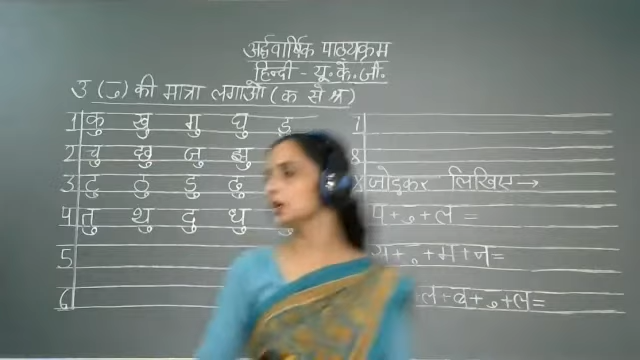 अर्द्धवार्षिक पाठ्यक्रम
हिन्दी - यू.के.जी.
उ (ु) की मात्रा लगाओ (क से श्र)
1 कु खु गु घु ङु
2 चु छु जु झु
3 टु ठु डु ढु
4 तु थु दु धु
5
6
7
8
जोड़कर लिखिए →
प + ु + ल =
+ ु + म + न =
+ ल + ब + ु + ल =